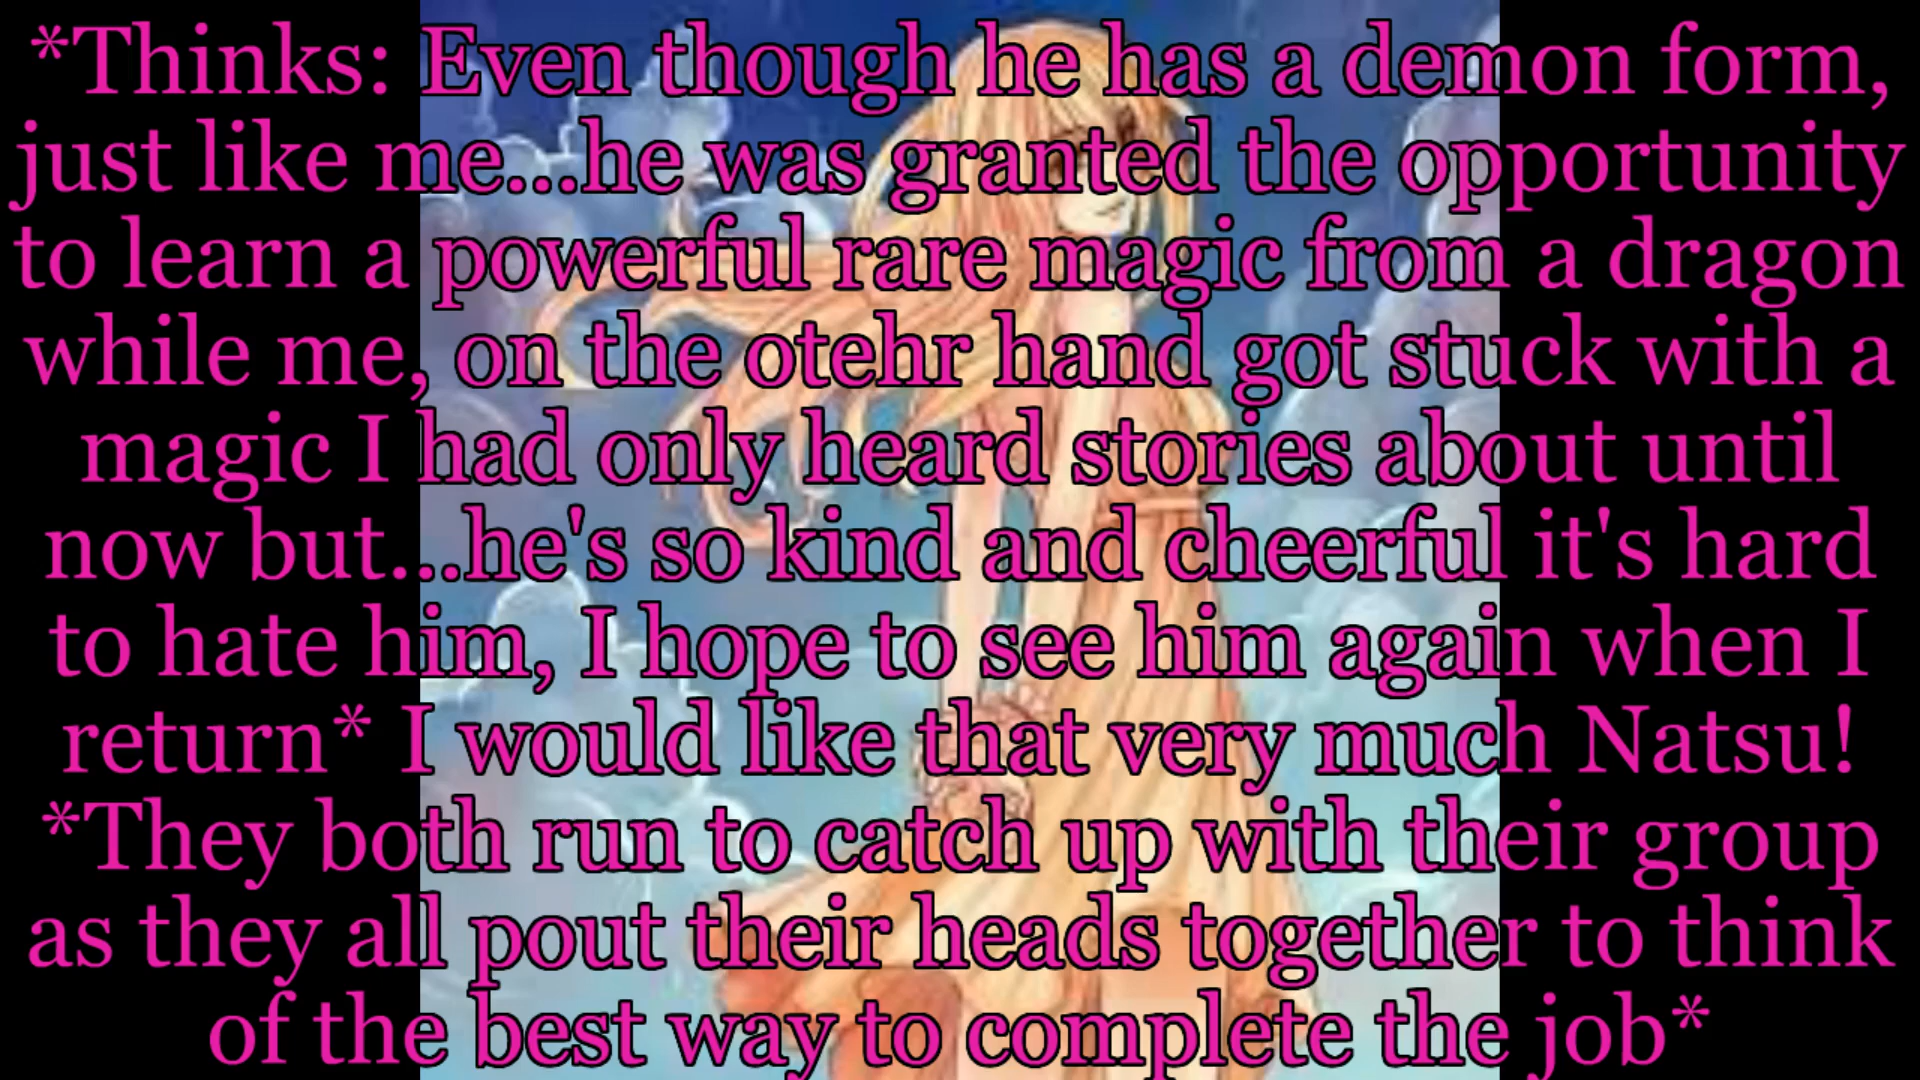 *Thinks: Even though he has a demon form,
just like me...he was granted the opportunity
to learn a powerful rare magic from a dragon
while me, on the otehr hand got stuck with a
magic I had only heard stories about until
now but...he's so kind and cheerful it's hard
to hate him, I hope to see him again when I
return* I would like that very much Natsu!
*They both run to catch up with their group
as they all pout their heads together to think
of the best way to complete the job*